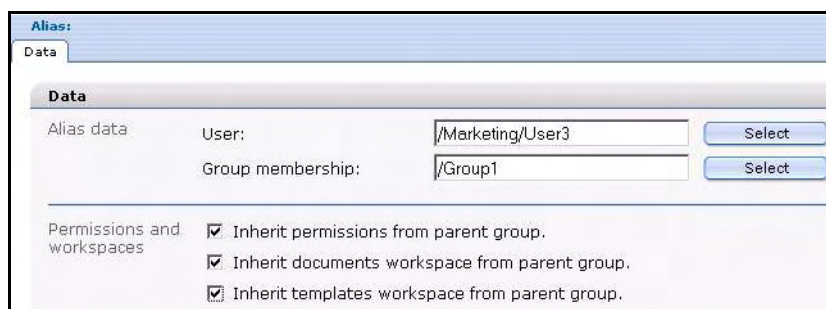 Alias:
Data
Data
Alias data
User:
/Marketing/User3
Select
Group membership:
/Group1
Select
Permissions and
workspaces
Inherit permissions from parent group.
Inherit documents workspace from parent group.
Inherit templates workspace from parent group.